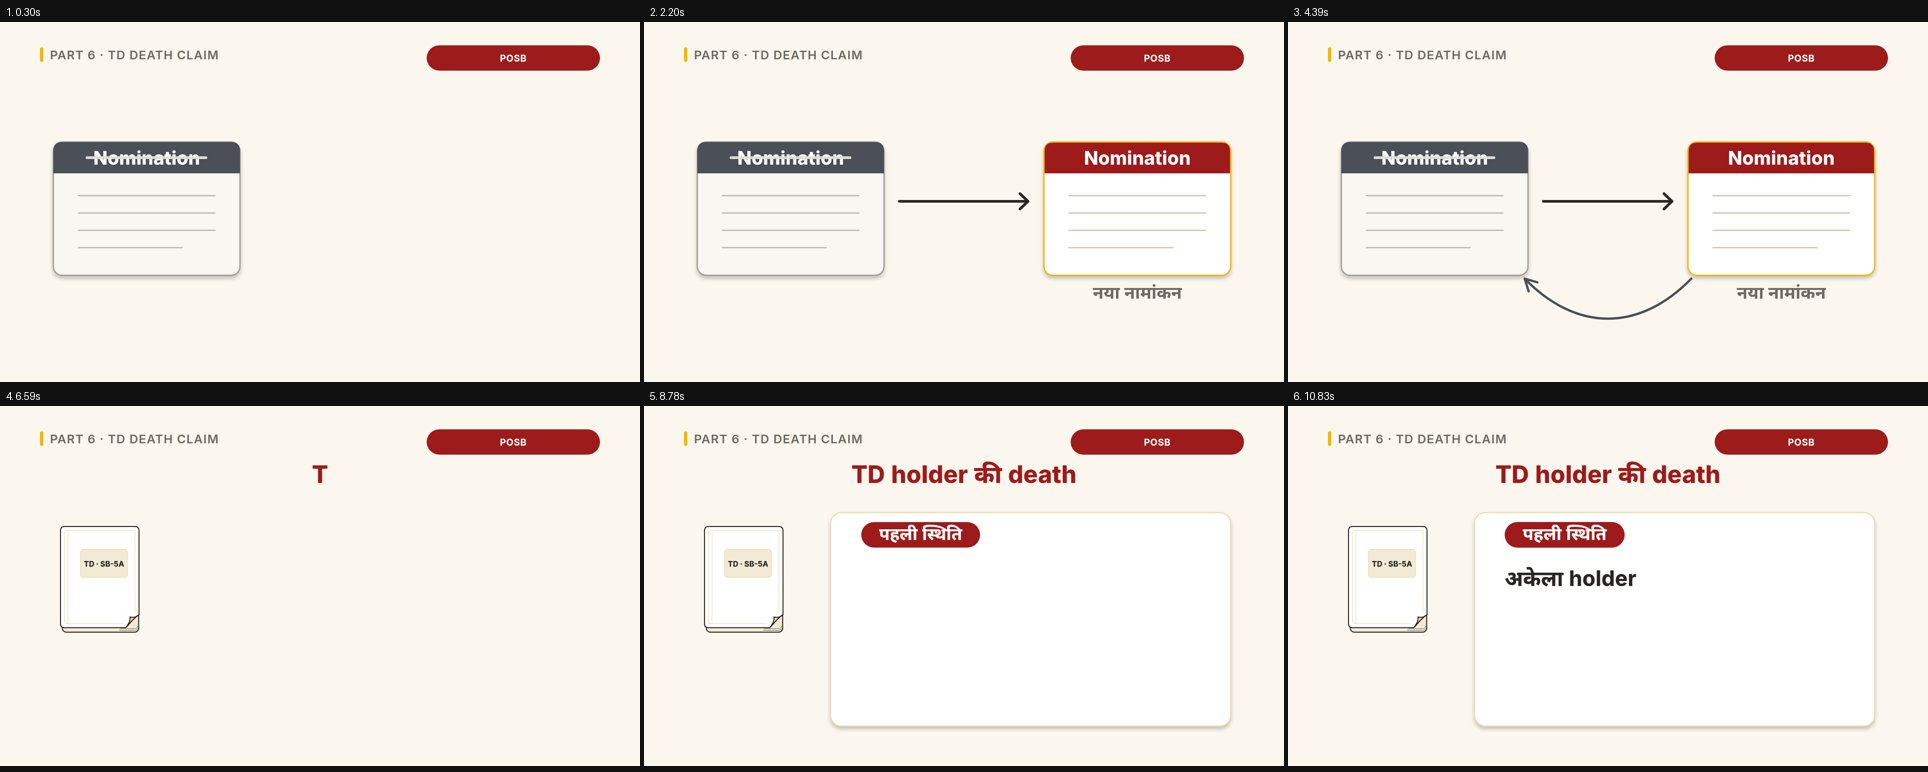 1. 0.30s
PART 6 · TD DEATH CLAIM
POSB
Nomination
2. 2.20s
PART 6 · TD DEATH CLAIM
POSB
Nomination
Nomination
नया नामांकन
3. 4.39s
PART 6 · TD DEATH CLAIM
POSB
Nomination
Nomination
नया नामांकन
4. 6.59s
PART 6 · TD DEATH CLAIM
POSB
T
TD · SB-5A
5. 8.78s
PART 6 · TD DEATH CLAIM
POSB
TD holder की death
पहली स्थिति
TD · SB-5A
6. 10.83s
PART 6 · TD DEATH CLAIM
POSB
TD holder की death
पहली स्थिति
TD · SB-5A
अकेला holder